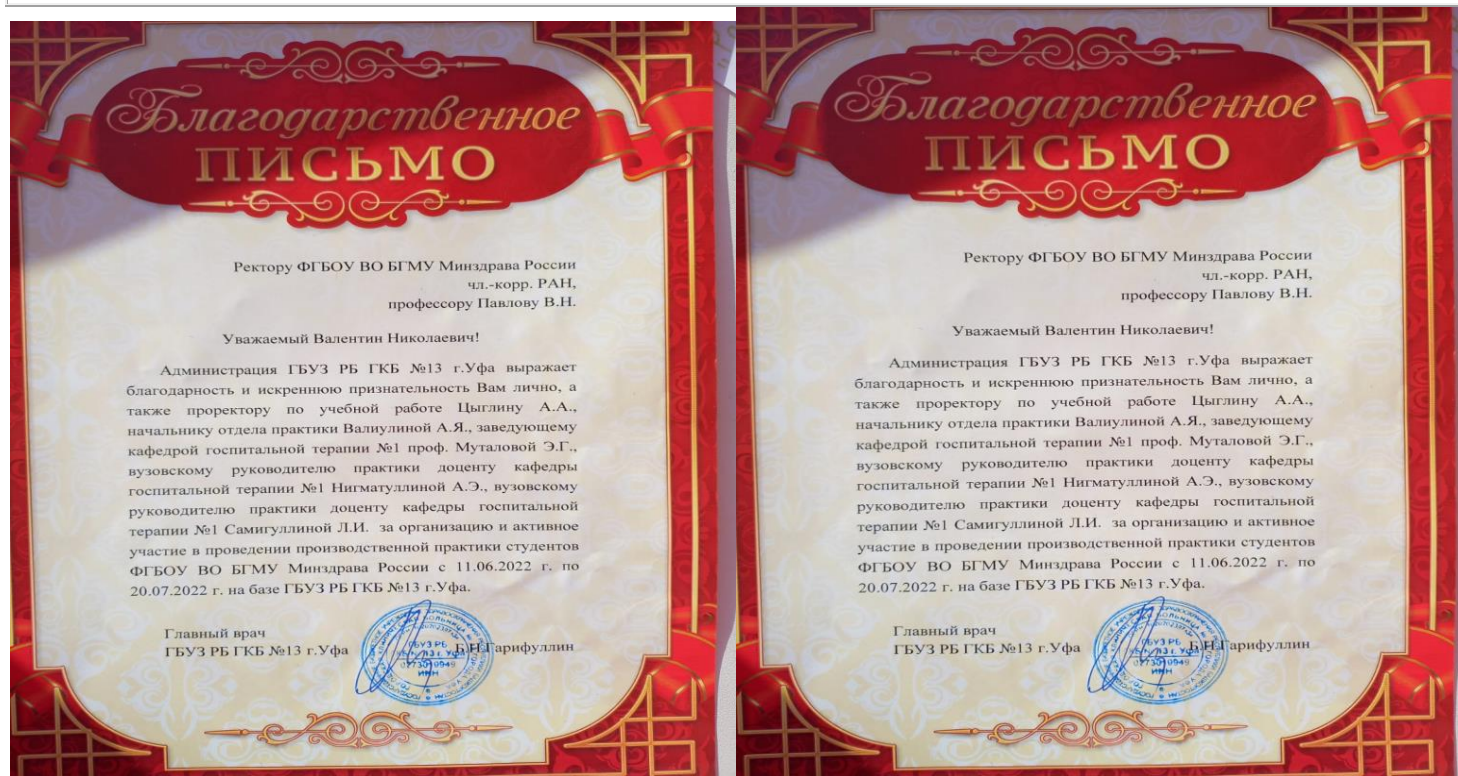 Благодарственное
ПИСЬМО
Ректору ФГБОУ ВО БГМУ Минздрава России
чл.-корр. РАН,
профессору Павлову В.Н.
Уважаемый Валентин Николаевич!
Администрация ГБУЗ РБ ГКБ №13 г.Уфа выражает
благодарность и искреннюю признательность Вам лично, а
также проректору по учебной работе Цыглину А.А.,
начальнику отдела практики Валиулиной А.Я., заведующему
кафедрой госпитальной терапии №1 проф. Муталовой Э.Г.,
вузовскому руководителю практики доценту кафедры
госпитальной терапии №1 Нигматуллиной А.Э., вузовскому
руководителю практики доценту кафедры госпитальной
терапии №1 Самигуллиной Л.И. за организацию и активное
участие в проведении производственной практики студентов
ФГБОУ ВО БГМУ Минздрава России с 11.06.2022 г. по
20.07.2022 г. на базе ГБУЗ РБ ГКБ №13 г.Уфа.
Главный врач
ГБУЗ РБ ГКБ №13 г.Уфа Б.Н.Гарифуллин
ГБУЗ РБ
ИНН
Благодарственное
ПИСЬМО
Ректору ФГБОУ ВО БГМУ Минздрава России
чл.-корр. РАН,
профессору Павлову В.Н.
Уважаемый Валентин Николаевич!
Администрация ГБУЗ РБ ГКБ №13 г.Уфа выражает
благодарность и искреннюю признательность Вам лично, а
также проректору по учебной работе Цыглину А.А.,
начальнику отдела практики Валиулиной А.Я., заведующему
кафедрой госпитальной терапии №1 проф. Муталовой Э.Г.,
вузовскому руководителю практики доценту кафедры
госпитальной терапии №1 Нигматуллиной А.Э., вузовскому
руководителю практики доценту кафедры госпитальной
терапии №1 Самигуллиной Л.И. за организацию и активное
участие в проведении производственной практики студентов
ФГБОУ ВО БГМУ Минздрава России с 11.06.2022 г. по
20.07.2022 г. на базе ГБУЗ РБ ГКБ №13 г.Уфа.
Главный врач
ГБУЗ РБ ГКБ №13 г.Уфа Б.Н.Гарифуллин
ГБУЗ РБ
ИНН